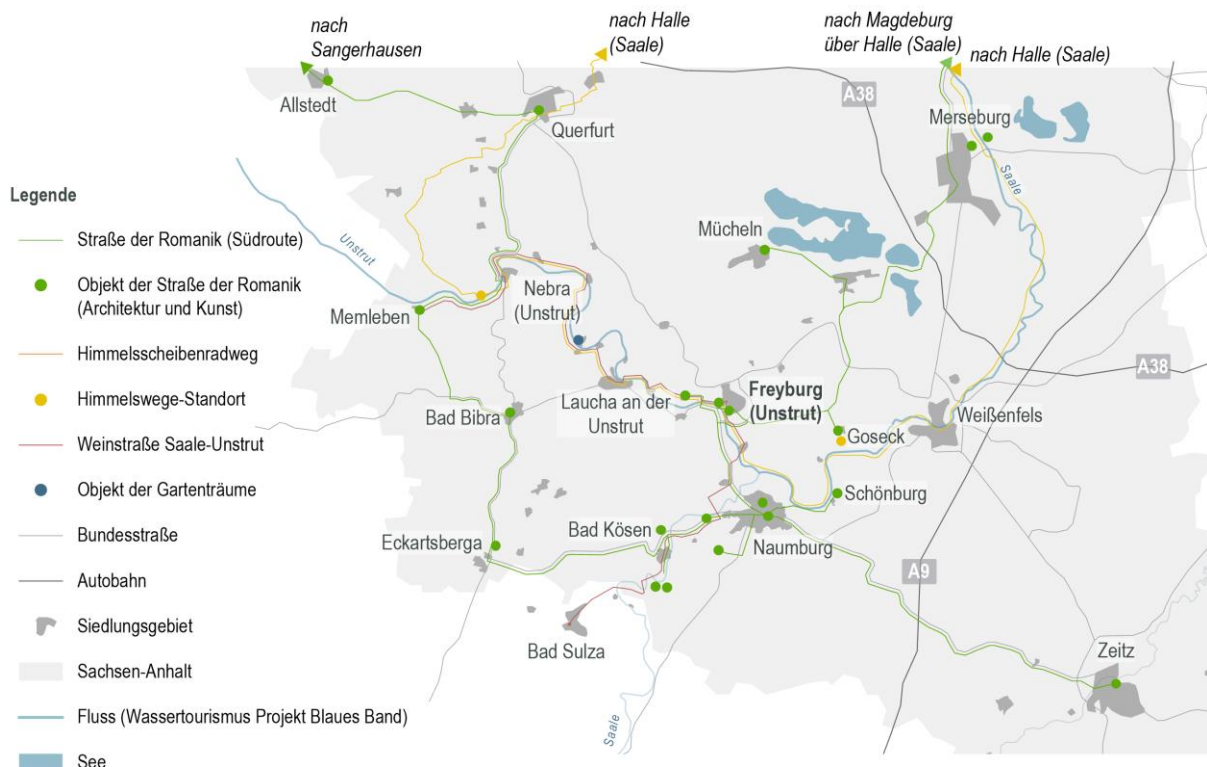 nach
Sangerhausen
nach Halle
(Saale)
nach Magdeburg
über Halle (Saale)
nach Halle (Saale)
Allstedt
Querfurt
A38
Merseburg
Saale
Legende
Straße der Romanik (Südroute)
Objekt der Straße der Romanik
(Architektur und Kunst)
Himmelsscheibenradweg
Himmelswege-Standort
Weinstraße Saale-Unstrut
Objekt der Gartenträume
Bundesstraße
Autobahn
Siedlungsgebiet
Sachsen-Anhalt
Fluss (Wassertourismus Projekt Blaues Band)
See
Unstrut
Mücheln
Memleben
Nebra
(Unstrut)
A38
Bad Bibra
Laucha an der
Unstrut
Freyburg
(Unstrut)
Weißenfels
Goseck
Schönburg
Bad Kösen
Eckartsberga
Naumburg
A9
Bad Sulza
Zeitz
Saale